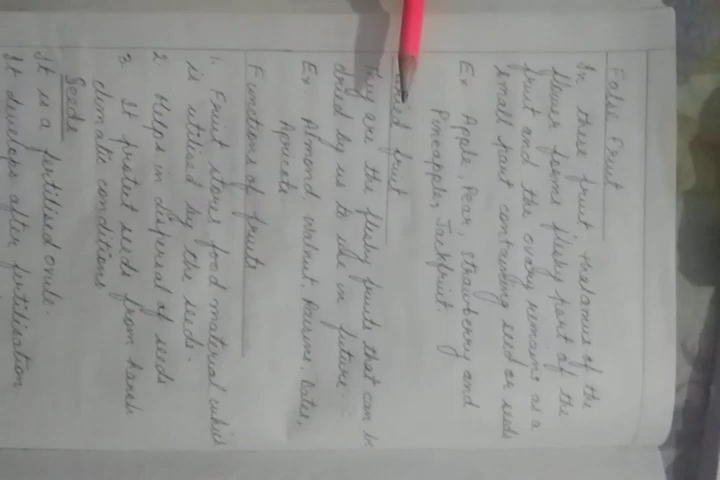 False Fruit
In these fruit thalamus of the
flower forms fleshy part of the
fruit and the ovary remains as a
small part containing seed or seeds
Ex Apple, Pear, Strawberry and
Pineapple, Jackfruit.
fruit
They are the fleshy fruits that can be
dried by us to use in future..
Ex Almond, Walnut, Raisins, Dates,
Apricots
Functions of fruits
1. Fruit stores food material which
is utilised by the seeds.
2. Helps in dispersal of seeds
3. It protect seeds from harsh
climatic conditions
Seeds
It is a fertilised ovule.
It develops after fertilisation